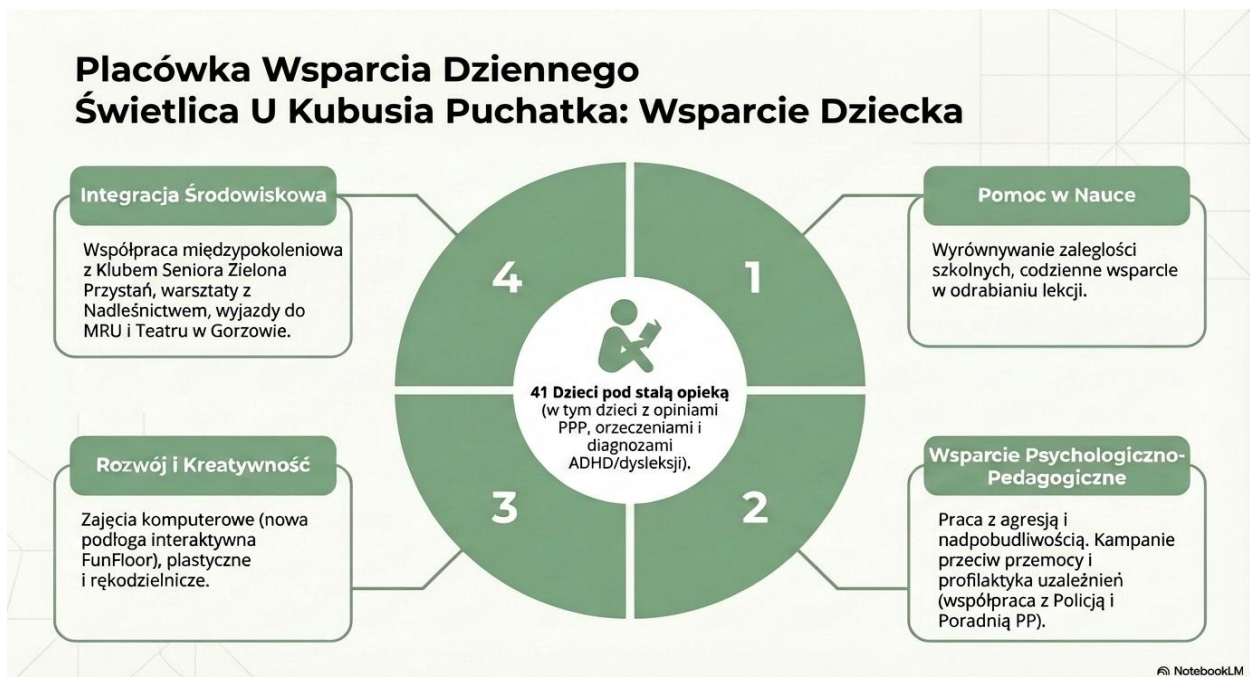 Placówka Wsparcia Dziennego
Świetlica U Kubusia Puchatka: Wsparcie Dziecka
Integracja Środowiskowa
Współpraca międzypokoleniowa
z Klubem Seniora Zielona
Przystań, warsztaty z
Nadleśnictwem, wyjazdy do
MRU i Teatru w Gorzowie.
4
1
Pomoc w Nauce
Wyrównywanie zaległości
szkolnych, codzienne wsparcie
w odrabianiu lekcji.
41 Dzieci pod stałą opieką
(w tym dzieci z opiniami
PPP, orzeczeniami i
diagnozami
ADHD/dysleksji).
Rozwój i Kreatywność
Zajęcia komputerowe (nowa
podłoga interaktywna
FunFloor), plastyczne
i rękodzielnicze.
3
2
Wsparcie Psychologiczno-
Pedagogiczne
Praca z agresją i
nadpobudliwością. Kampanie
przeciw przemocy i
profilaktyka uzależnień
(współpraca z Policją i
Poradnią PP).
NotebookLM